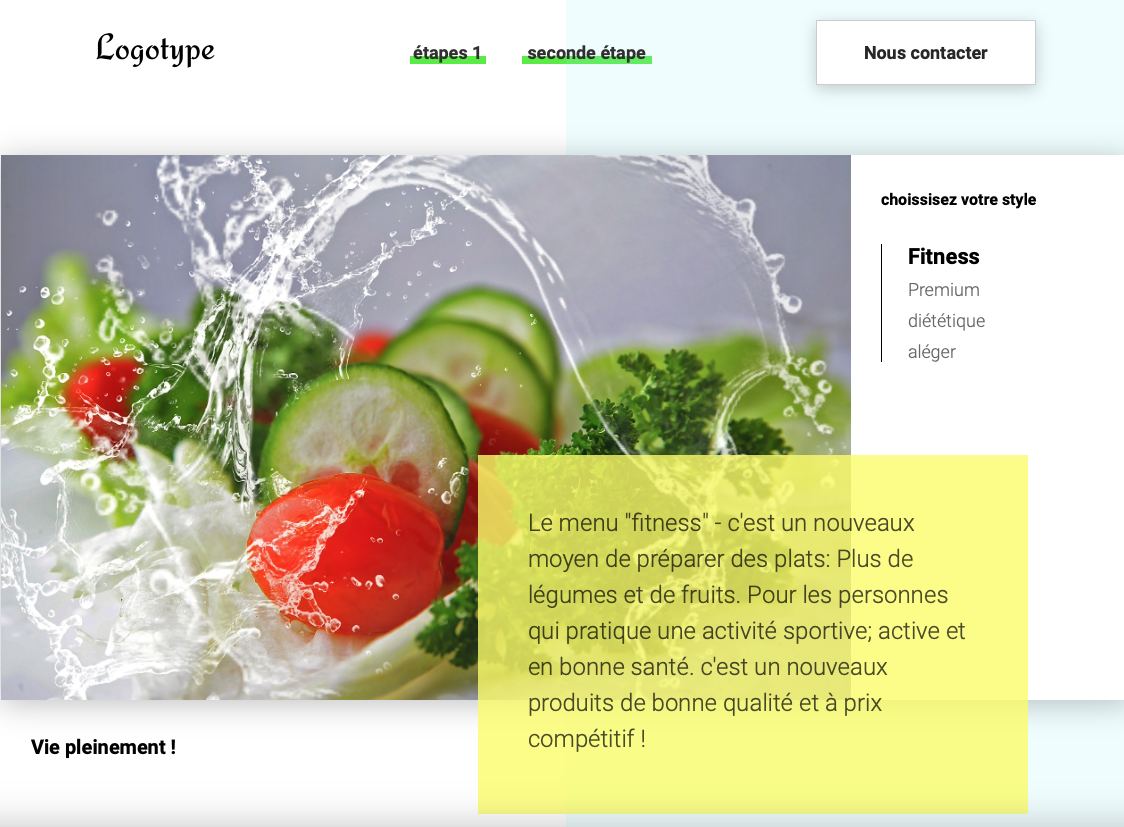 Logotype
étapes 1
seconde étape
Nous contacter
choissisez votre style
Fitness
Premium
diététique
aléger
Le menu "fitness" - c'est un nouveaux
moyen de préparer des plats: Plus de
légumes et de fruits. Pour les personnes
qui pratique une activité sportive; active et
en bonne santé. c'est un nouveaux
produits de bonne qualité et à prix
compétitif !
Vie pleinement !